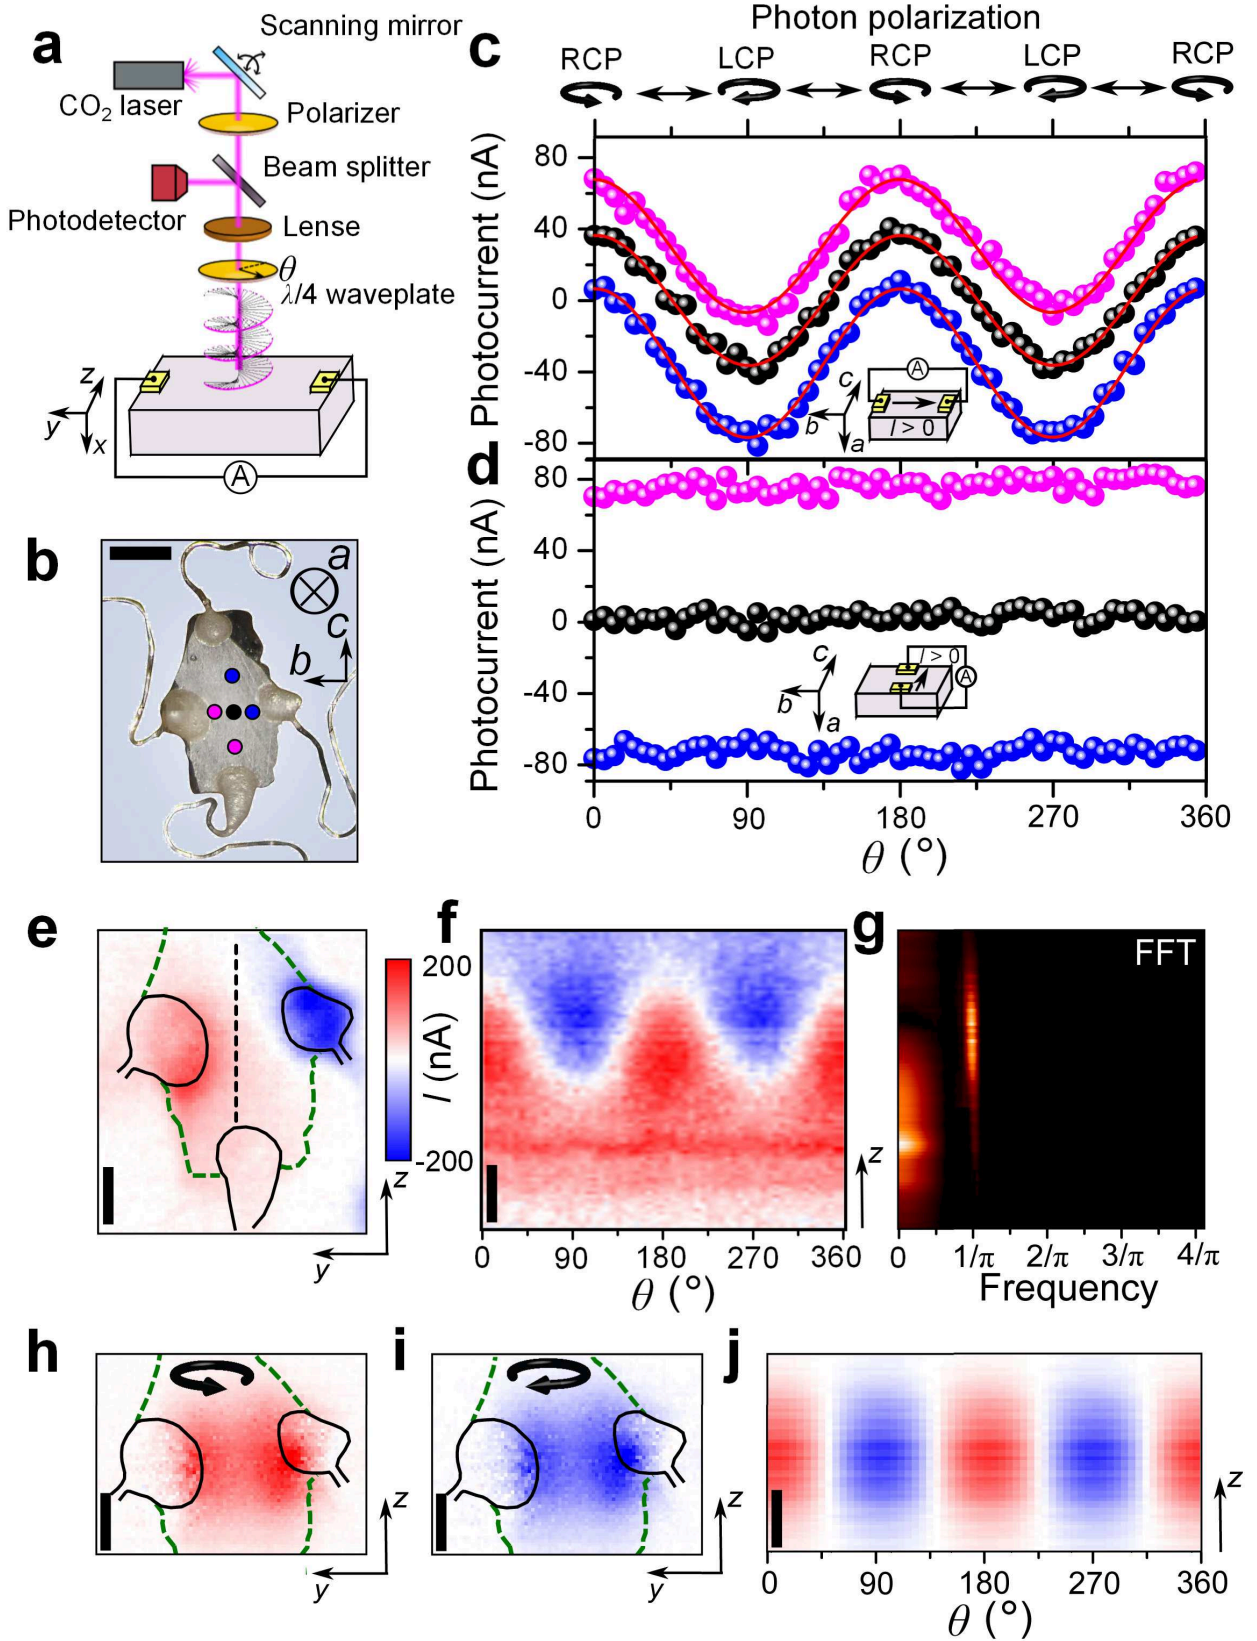 a
Scanning mirror
CO2 laser
Polarizer
Beam splitter
Photodetector
Lense
θ
λ/4 waveplate
z
y
x
A
b
a
c
b
c
Photon polarization
RCP
LCP
RCP
LCP
RCP
Photocurrent (nA)
80
40
0
-40
-80
A
c
b
a
I > 0
d
Photocurrent (nA)
80
40
0
-40
-80
c
b
a
I > 0
A
0
90
180
270
360
θ (°)
e
z
y
200
I (nA)
-200
f
z
0
90
180
270
360
θ (°)
g
FFT
0
1/π
2/π
3/π
4/π
Frequency
h
z
y
i
z
y
j
z
0
90
180
270
360
θ (°)